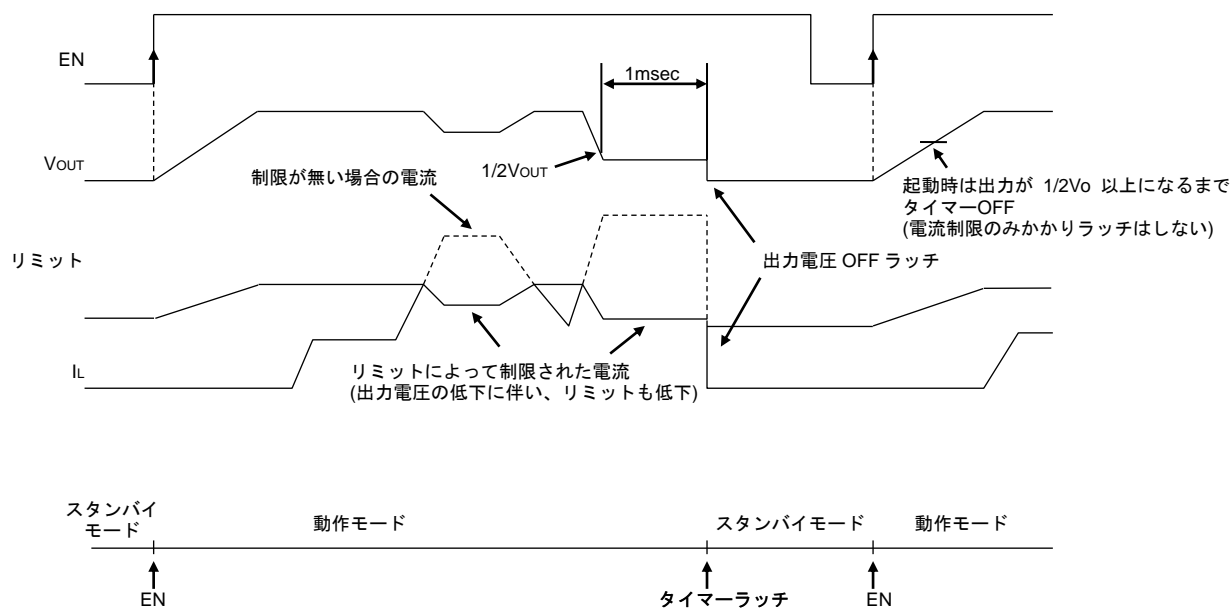 EN
1msec
VOUT
1/2VOUT
制限が無い場合の電流
起動時は出力が 1/2Vo 以上になるまで
タイマーOFF
(電流制限のみかかりラッチはしない)
リミット
出力電圧 OFF ラッチ
IL
リミットによって制限された電流
(出力電圧の低下に伴い、リミットも低下)
スタンバイ
モード
動作モード
スタンバイモード
動作モード
EN
タイマーラッチ
EN